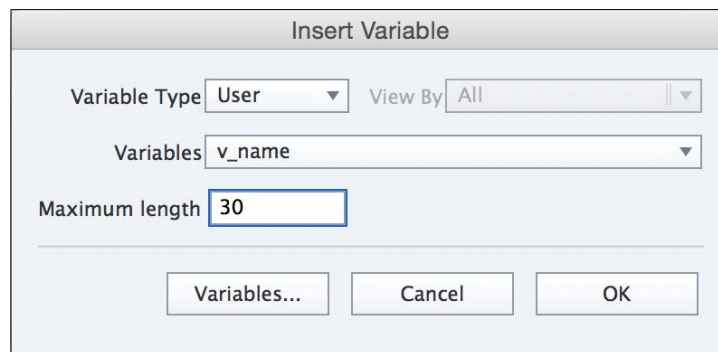 Insert Variable
Variable Type User View By All
Variables v_name
Maximum length 30
Variables... Cancel OK